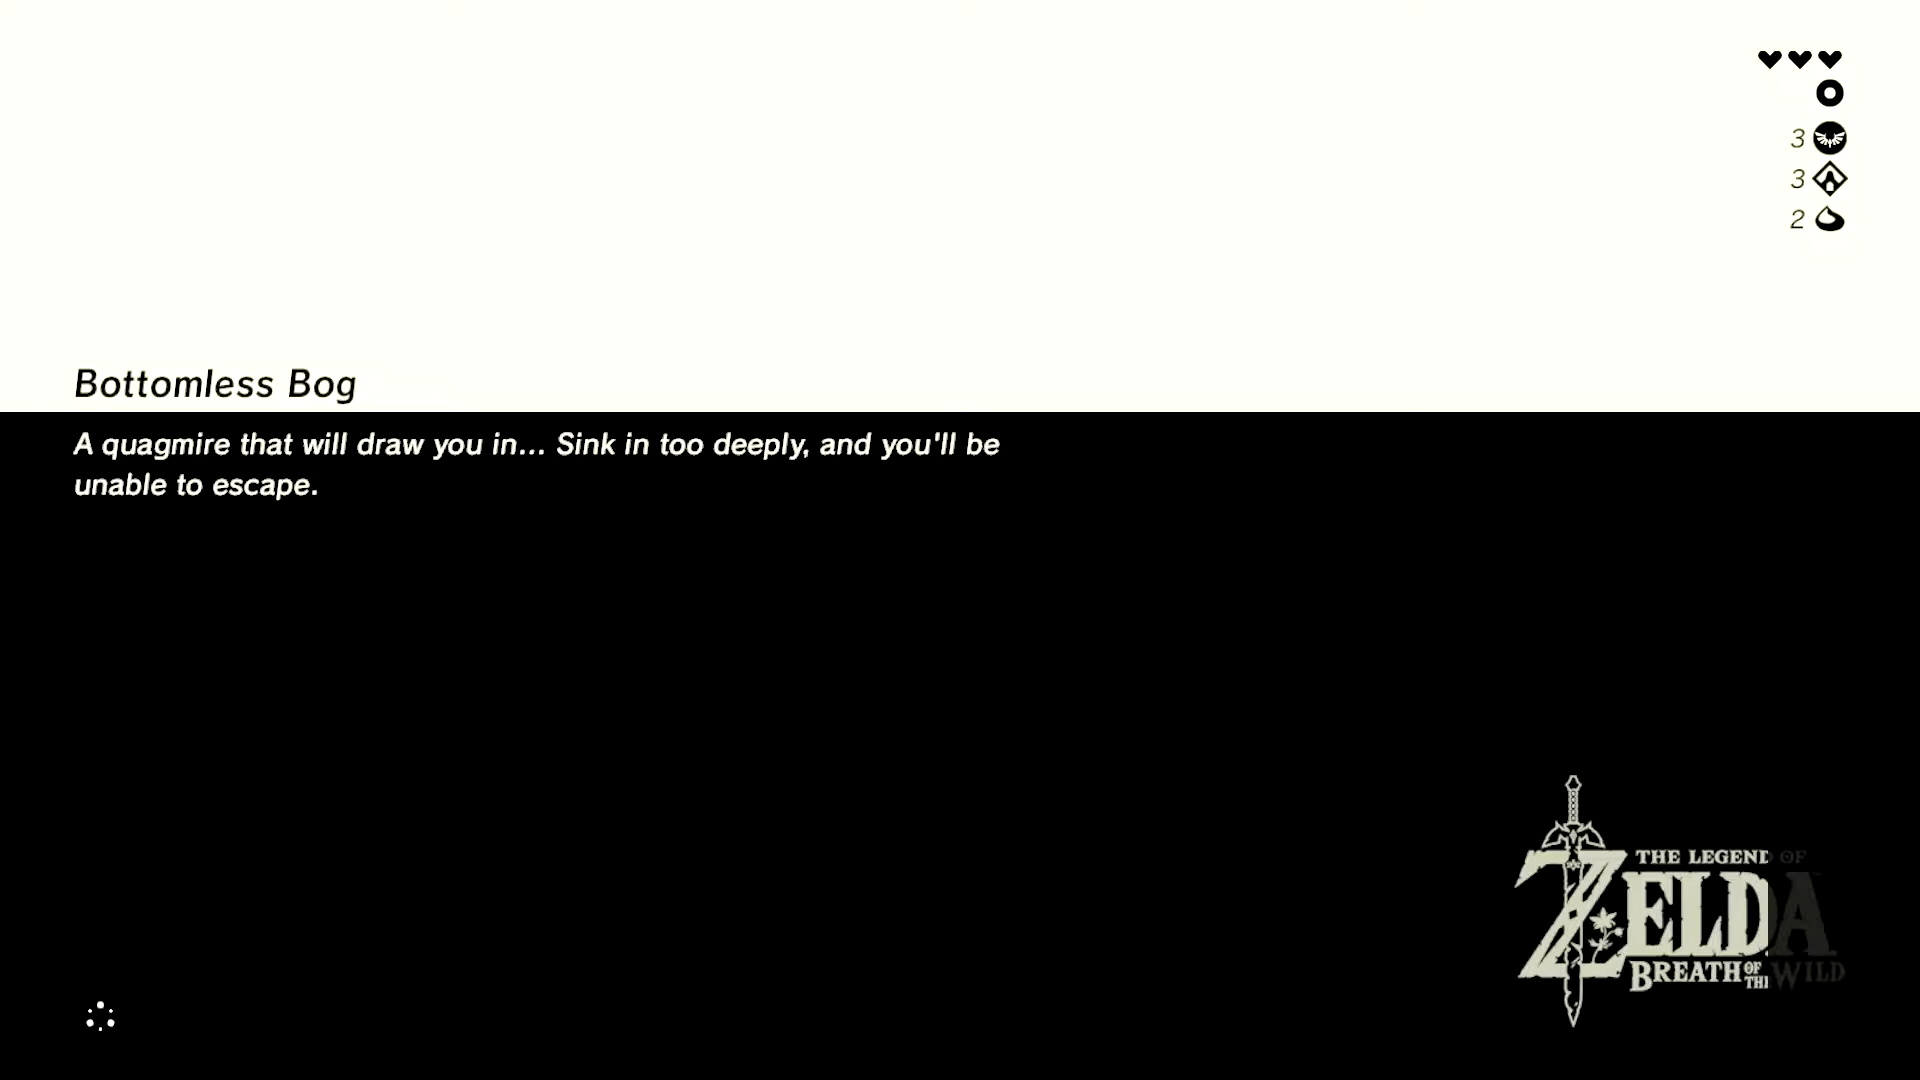 3
3
2
Bottomless Bog
A quagmire that will draw you in... Sink in too deeply, and you'll be
unable to escape.
THE LEGEND OF
ZELDA
BREATH OF THE WILD